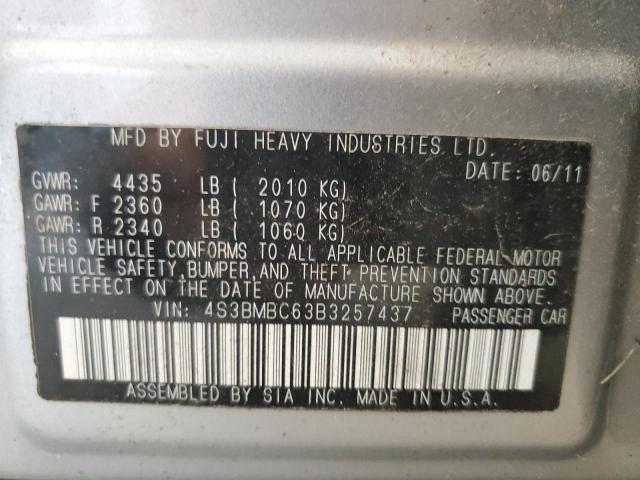 MFD BY FUJI HEAVY INDUSTRIES LTD.
DATE: 06/11
GVWR: 4435 LB ( 2010 KG)
GAWR: F 2360 LB ( 1070 KG)
GAWR: R 2340 LB ( 1060 KG)
THIS VEHICLE CONFORMS TO ALL APPLICABLE FEDERAL MOTOR
VEHICLE SAFETY, BUMPER, AND THEFT PREVENTION STANDARDS
IN EFFECT ON THE DATE OF MANUFACTURE SHOWN ABOVE.
VIN: 4S3BMBC63B3257437 PASSENGER CAR
ASSEMBLED BY SIA INC. MADE IN U.S.A.